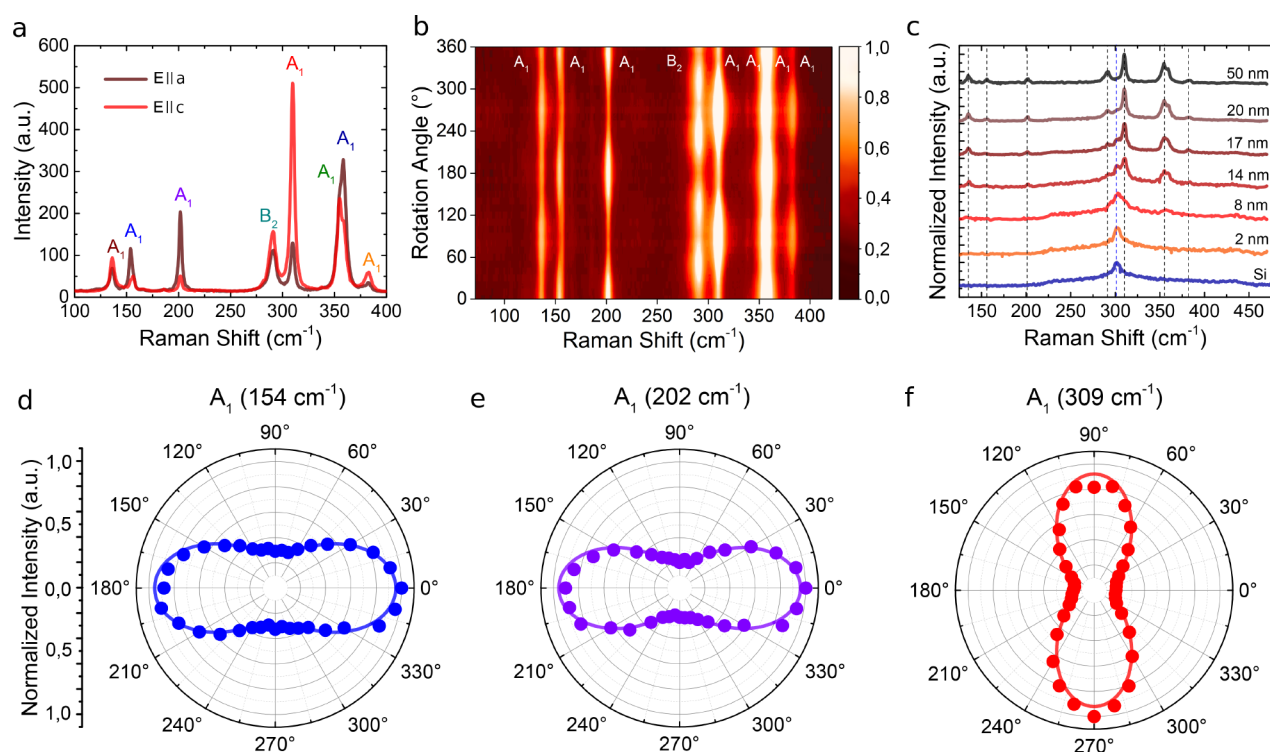 a
600
500
400
300
200
100
0
Intensity (a.u.)
E||a
E||c
A1
A1
A1
B2
A1
A1
A1
A1
100 150 200 250 300 350 400
Raman Shift (cm-1)
b
360
300
240
180
120
60
0
Rotation Angle (°)
A1 A1 A1 B2 A1 A1 A1 A1
1,0
0,8
0,6
0,4
0,2
0,0
100 150 200 250 300 350 400
Raman Shift (cm-1)
c
Normalized Intensity (a.u.)
50 nm
20 nm
17 nm
14 nm
8 nm
2 nm
Si
150 200 250 300 350 400 450
Raman Shift (cm-1)
d
A1 (154 cm-1)
Normalized Intensity (a.u.)
1,0
0,5
0,0
0,5
1,0
90°
120° 60°
150° 30°
180° 0°
210° 330°
240° 300°
270°
e
A1 (202 cm-1)
90°
120° 60°
150° 30°
180° 0°
210° 330°
240° 300°
270°
f
A1 (309 cm-1)
90°
120° 60°
150° 30°
180° 0°
210° 330°
240° 300°
270°